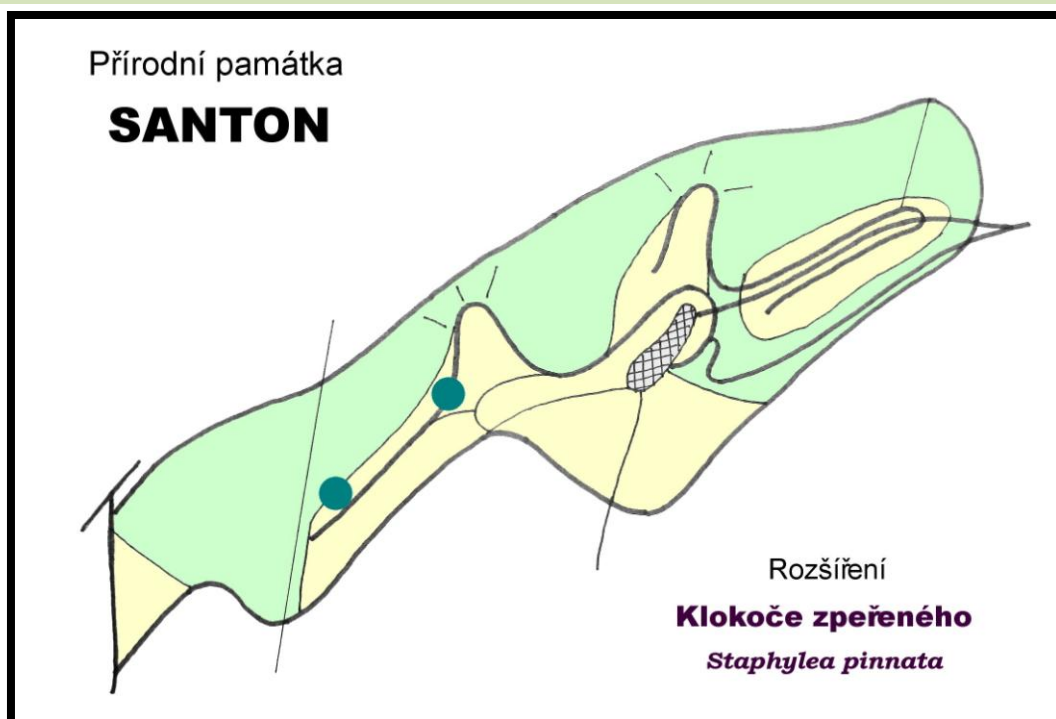 Přírodní památka
SANTON
Rozšíření
Klokoče zpeřeného
Staphylea pinnata